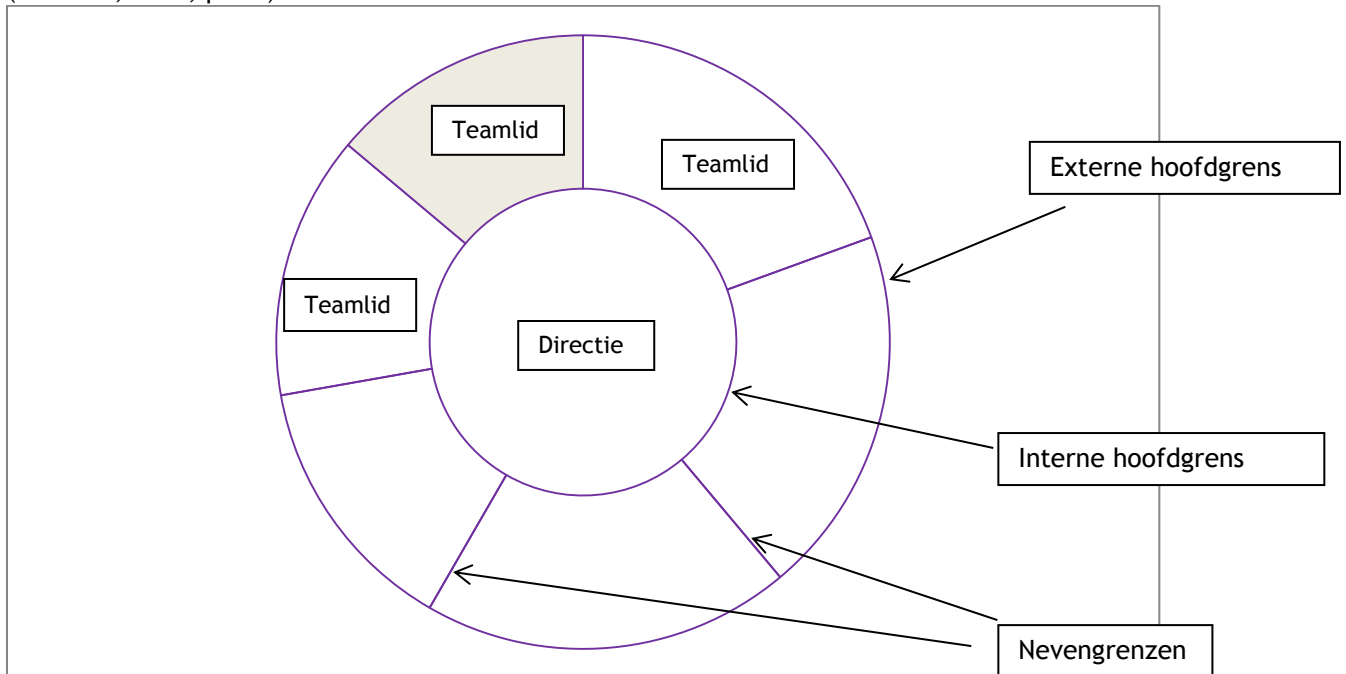 Teamlid
Teamlid
Externe hoofdgrens
Teamlid
Directie
Interne hoofdgrens
Nevengrenzen